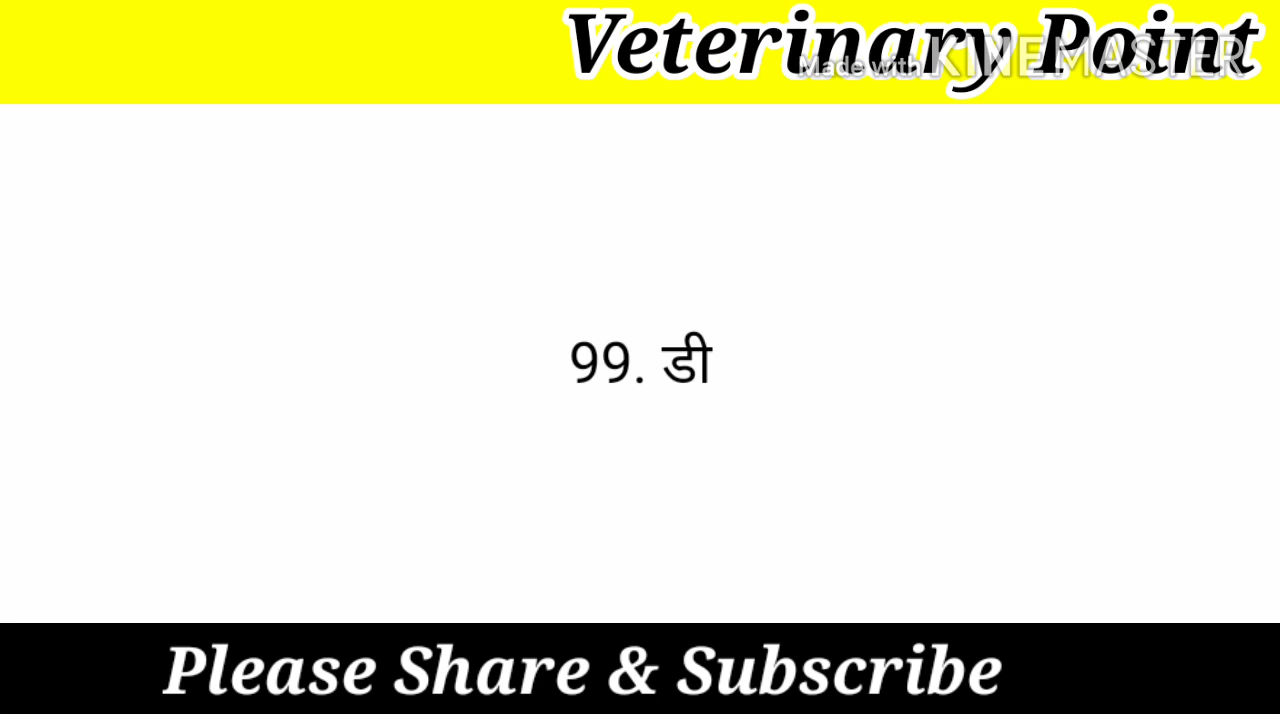 Veterinary Point
Made with KINEMASTER
99. डी
Please Share & Subscribe